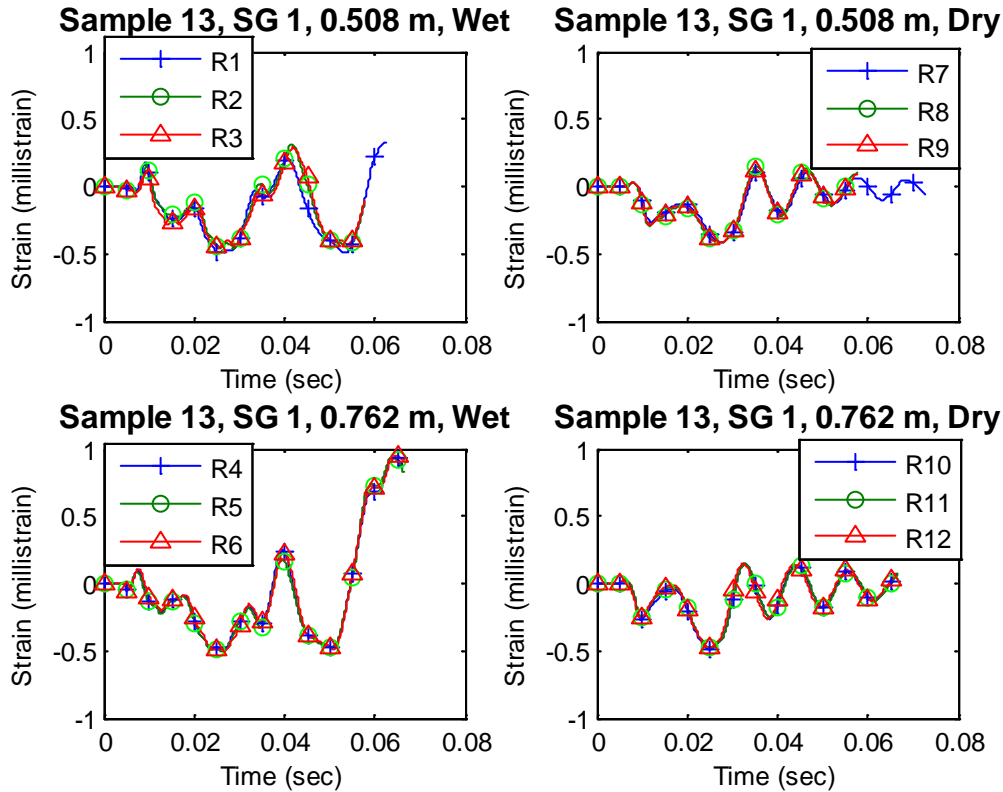 Sample 13, SG 1, 0.508 m, Wet
1
0.5
0
-0.5
-1
Strain (millistrain)
R1
R2
R3
0
0.02
0.04
0.06
0.08
Time (sec)
Sample 13, SG 1, 0.508 m, Dry
1
0.5
0
-0.5
-1
Strain (millistrain)
R7
R8
R9
0
0.02
0.04
0.06
0.08
Time (sec)
Sample 13, SG 1, 0.762 m, Wet
1
0.5
0
-0.5
-1
Strain (millistrain)
R4
R5
R6
0
0.02
0.04
0.06
0.08
Time (sec)
Sample 13, SG 1, 0.762 m, Dry
1
0.5
0
-0.5
-1
Strain (millistrain)
R10
R11
R12
0
0.02
0.04
0.06
0.08
Time (sec)